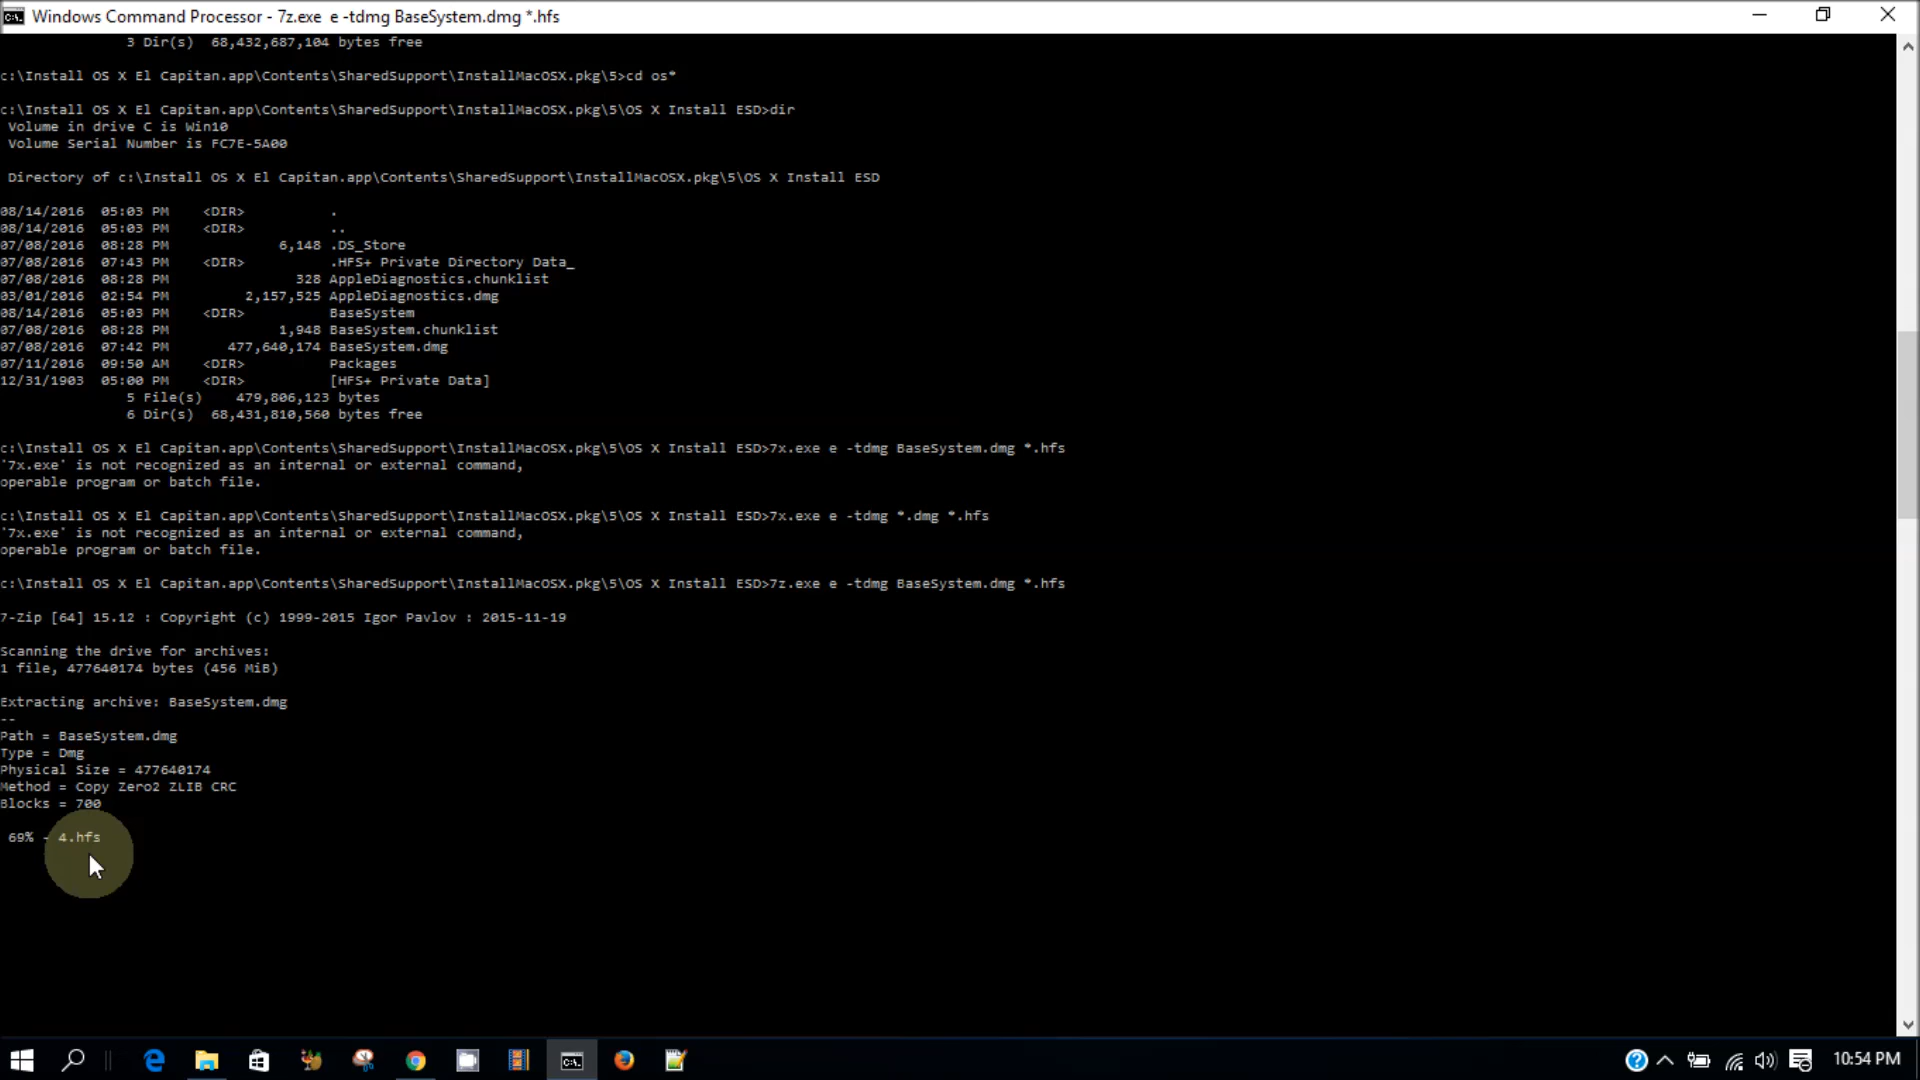 Windows Command Processor - 7z.exe  e -tdmg BaseSystem.dmg *.hfs
               3 Dir(s)  68,432,687,104 bytes free
c:\Install OS X El Capitan.app\Contents\SharedSupport\InstallMacOSX.pkg\5>cd os*
c:\Install OS X El Capitan.app\Contents\SharedSupport\InstallMacOSX.pkg\5\OS X Install ESD>dir
 Volume in drive C is Win10
 Volume Serial Number is FC7E-5A00
 Directory of c:\Install OS X El Capitan.app\Contents\SharedSupport\InstallMacOSX.pkg\5\OS X Install ESD
08/14/2016  05:03 PM    <DIR>          .
08/14/2016  05:03 PM    <DIR>          ..
07/08/2016  08:28 PM             6,148 .DS_Store
07/08/2016  07:43 PM    <DIR>          .HFS+ Private Directory Data_
07/08/2016  08:28 PM               328 AppleDiagnostics.chunklist
03/01/2016  02:54 PM         2,157,525 AppleDiagnostics.dmg
08/14/2016  05:03 PM    <DIR>          BaseSystem
07/08/2016  08:28 PM             1,948 BaseSystem.chunklist
07/08/2016  07:42 PM       477,640,174 BaseSystem.dmg
07/11/2016  09:50 AM    <DIR>          Packages
12/31/1903  05:00 PM    <DIR>          [HFS+ Private Data]
               5 File(s)    479,806,123 bytes
               6 Dir(s)  68,431,810,560 bytes free
c:\Install OS X El Capitan.app\Contents\SharedSupport\InstallMacOSX.pkg\5\OS X Install ESD>7x.exe e -tdmg BaseSystem.dmg *.hfs
'7x.exe' is not recognized as an internal or external command,
operable program or batch file.
c:\Install OS X El Capitan.app\Contents\SharedSupport\InstallMacOSX.pkg\5\OS X Install ESD>7x.exe e -tdmg *.dmg *.hfs
'7x.exe' is not recognized as an internal or external command,
operable program or batch file.
c:\Install OS X El Capitan.app\Contents\SharedSupport\InstallMacOSX.pkg\5\OS X Install ESD>7z.exe e -tdmg BaseSystem.dmg *.hfs
7-Zip [64] 15.12 : Copyright (c) 1999-2015 Igor Pavlov : 2015-11-19
Scanning the drive for archives:
1 file, 477640174 bytes (456 MiB)
Extracting archive: BaseSystem.dmg
--
Path = BaseSystem.dmg
Type = Dmg
Physical Size = 477640174
Method = Copy Zero2 ZLIB CRC
Blocks = 700
 69% - 4.hfs
10:54 PM